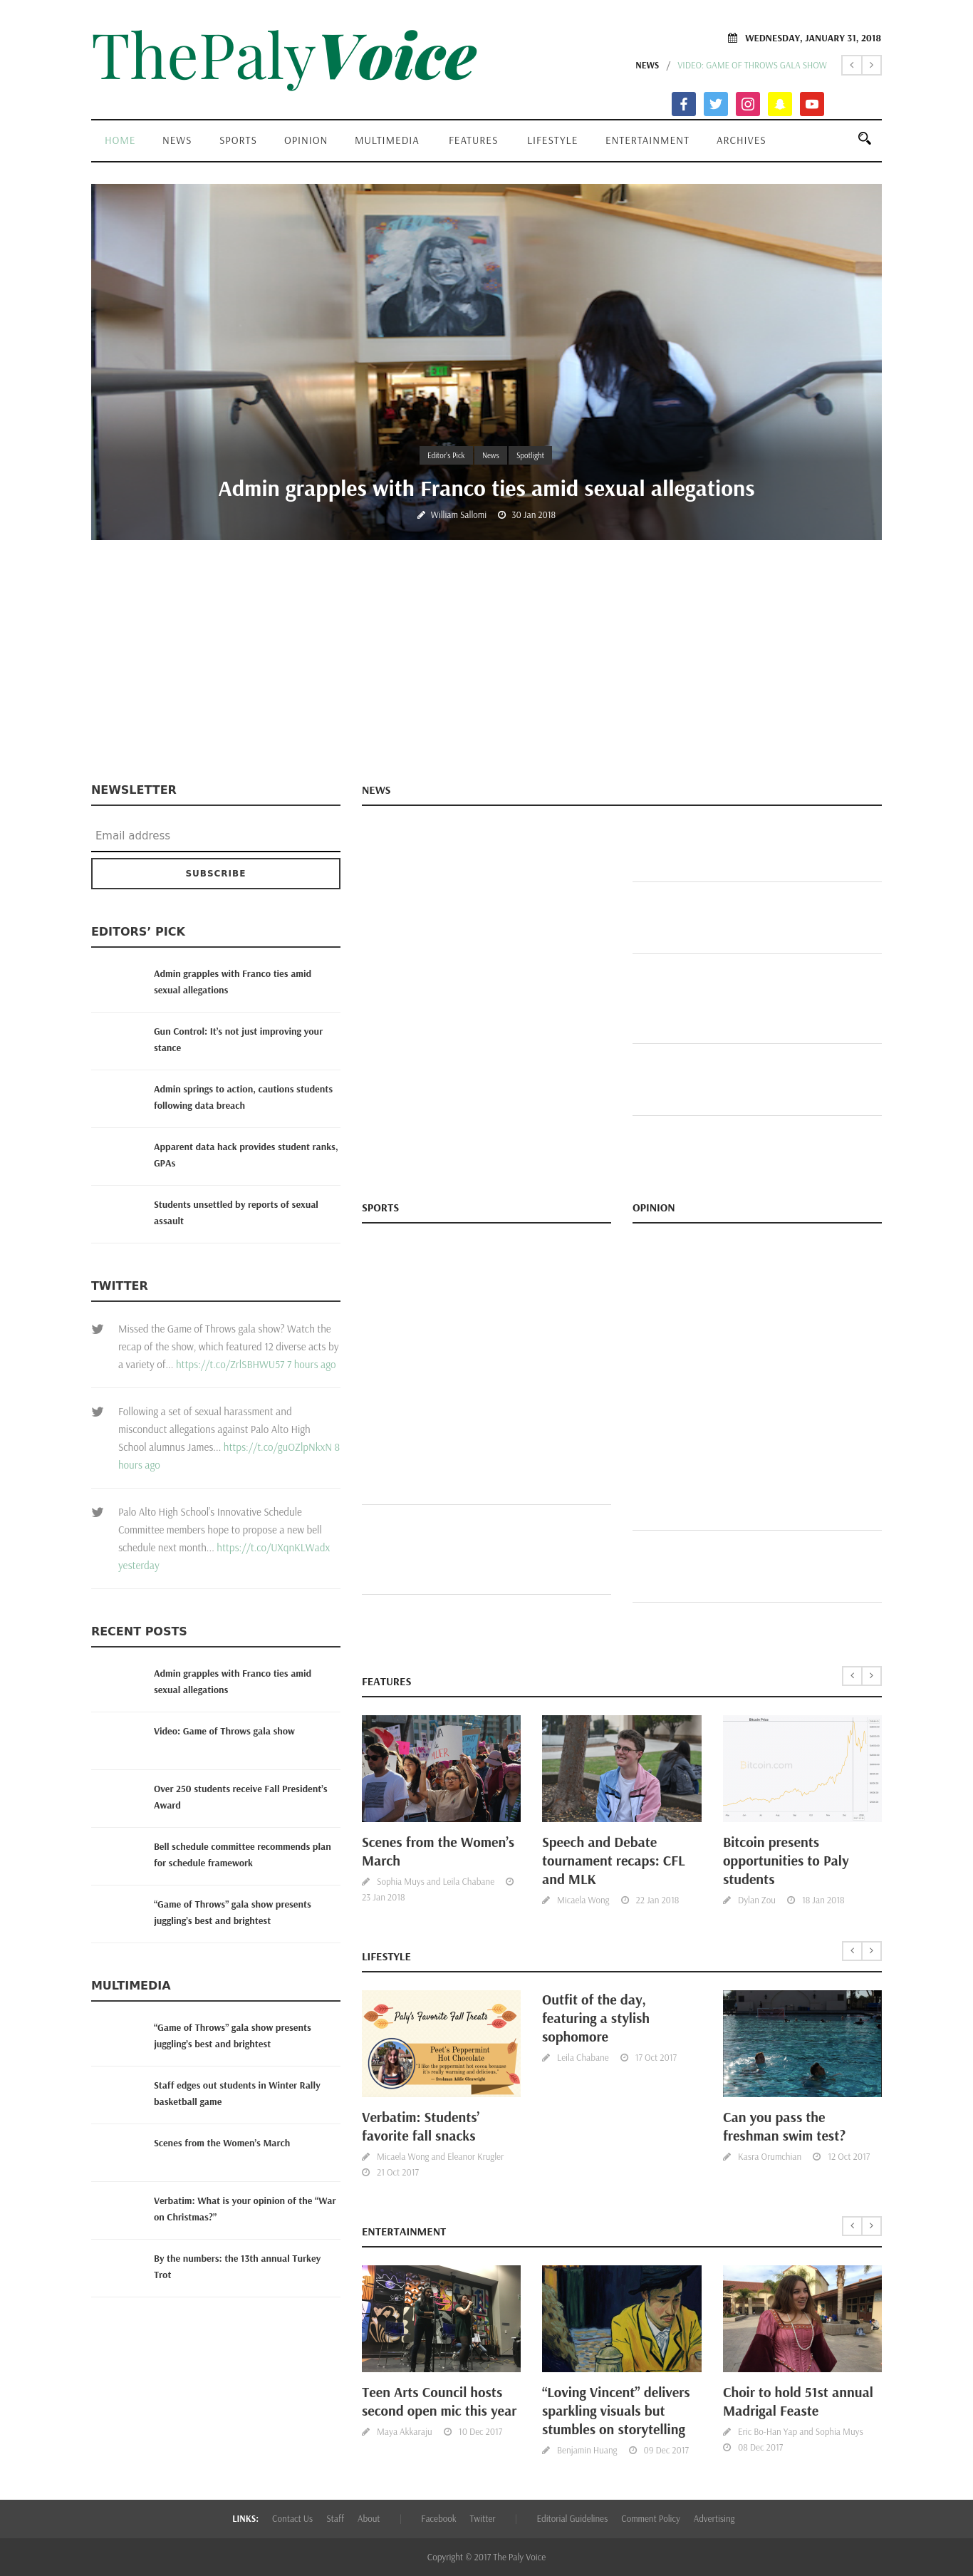 ThePalyVoice
WEDNESDAY, JANUARY 31, 2018
NEWS / VIDEO: GAME OF THROWS GALA SHOW
HOME NEWS SPORTS OPINION MULTIMEDIA FEATURES LIFESTYLE ENTERTAINMENT ARCHIVES
EXIT
Editor's Pick News Spotlight
Admin grapples with Franco ties amid sexual allegations
William Sallomi 30 Jan 2018
NEWSLETTER
Email address
SUBSCRIBE
EDITORS’ PICK
Admin grapples with Franco ties amid
sexual allegations
Gun Control: It's not just improving your
stance
Admin springs to action, cautions students
following data breach
Apparent data hack provides student ranks,
GPAs
Students unsettled by reports of sexual
assault
TWITTER
Missed the Game of Throws gala show? Watch the
recap of the show, which featured 12 diverse acts by
a variety of… https://t.co/ZrlSBHWU57 7 hours ago
Following a set of sexual harassment and
misconduct allegations against Palo Alto High
School alumnus James… https://t.co/guOZlpNkxN 8
hours ago
Palo Alto High School's Innovative Schedule
Committee members hope to propose a new bell
schedule next month… https://t.co/UXqnKLWadx
yesterday
RECENT POSTS
Admin grapples with Franco ties amid
sexual allegations
Video: Game of Throws gala show
Over 250 students receive Fall President's
Award
Bell schedule committee recommends plan
for schedule framework
“Game of Throws” gala show presents
juggling's best and brightest
MULTIMEDIA
“Game of Throws” gala show presents
juggling's best and brightest
Staff edges out students in Winter Rally
basketball game
Scenes from the Women's March
Verbatim: What is your opinion of the “War
on Christmas?”
By the numbers: the 13th annual Turkey
Trot
NEWS
SPORTS
OPINION
FEATURES
Scenes from the Women’s
March
Sophia Muys and Leila Chabane
23 Jan 2018
Speech and Debate
tournament recaps: CFL
and MLK
Micaela Wong 22 Jan 2018
Bitcoin Price
Bitcoin.com
Bitcoin presents
opportunities to Paly
students
Dylan Zou 18 Jan 2018
LIFESTYLE
Paly's Favorite Fall Treats
Peet's Peppermint
Hot Chocolate
"I like the peppermint hot cocoa because
it's really warming and delicious."
Verbatim: Students’
favorite fall snacks
Micaela Wong and Eleanor Krugler
21 Oct 2017
Outfit of the day,
featuring a stylish
sophomore
Leila Chabane 17 Oct 2017
Can you pass the
freshman swim test?
Kasra Orumchian 12 Oct 2017
ENTERTAINMENT
Teen Arts Council hosts
second open mic this year
Maya Akkaraju 10 Dec 2017
“Loving Vincent” delivers
sparkling visuals but
stumbles on storytelling
Benjamin Huang 09 Dec 2017
Choir to hold 51st annual
Madrigal Feaste
Eric Bo-Han Yap and Sophia Muys
08 Dec 2017
LINKS: Contact Us Staff About | Facebook Twitter | Editorial Guidelines Comment Policy Advertising
Copyright © 2017 The Paly Voice